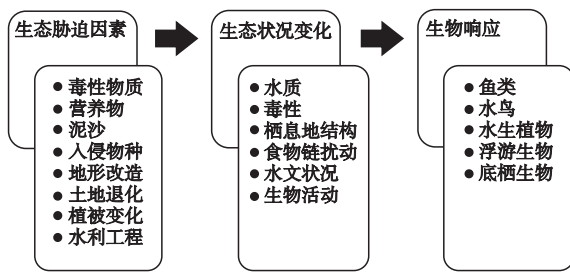 生态胁迫因素
● 毒性物质
● 营养物
● 泥沙
● 入侵物种
● 地形改造
● 土地退化
● 植被变化
● 水利工程
生态状况变化
● 水质
● 毒性
● 栖息地结构
● 食物链扰动
● 水文状况
● 生物活动
生物响应
● 鱼类
● 水鸟
● 水生植物
● 浮游生物
● 底栖生物